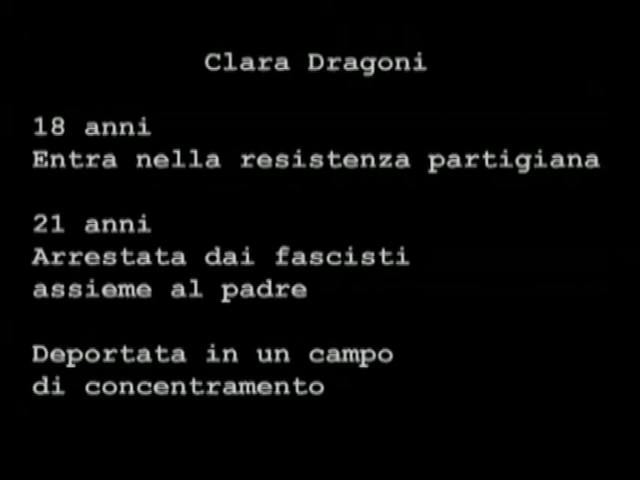 Clara Dragoni
18 anni
Entra nella resistenza partigiana
21 anni
Arrestata dai fascisti
assieme al padre
Deportata in un campo
di concentramento